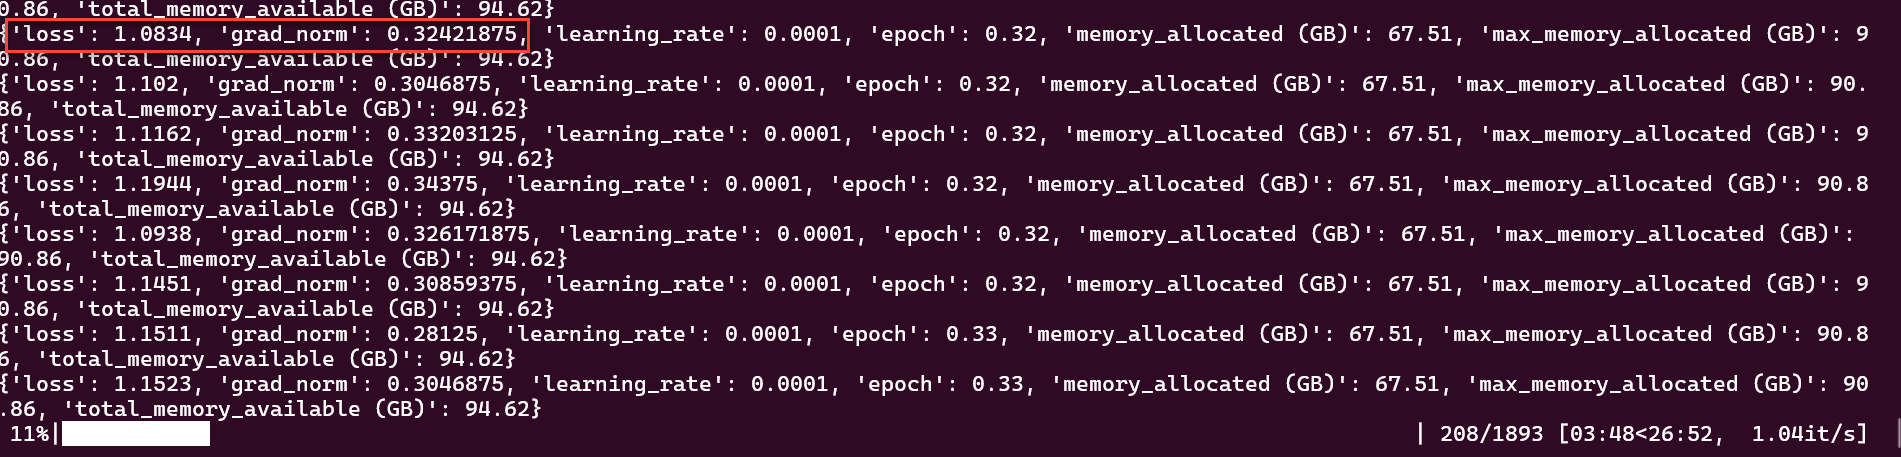 0.86, 'total_memory_available (GB)': 94.62}
{'loss': 1.0834, 'grad_norm': 0.32421875, 'learning_rate': 0.0001, 'epoch': 0.32, 'memory_allocated (GB)': 67.51, 'max_memory_allocated (GB)': 9
0.86, 'total_memory_available (GB)': 94.62}
{'loss': 1.102, 'grad_norm': 0.3046875, 'learning_rate': 0.0001, 'epoch': 0.32, 'memory_allocated (GB)': 67.51, 'max_memory_allocated (GB)': 90.
86, 'total_memory_available (GB)': 94.62}
{'loss': 1.1162, 'grad_norm': 0.33203125, 'learning_rate': 0.0001, 'epoch': 0.32, 'memory_allocated (GB)': 67.51, 'max_memory_allocated (GB)': 9
0.86, 'total_memory_available (GB)': 94.62}
{'loss': 1.1944, 'grad_norm': 0.34375, 'learning_rate': 0.0001, 'epoch': 0.32, 'memory_allocated (GB)': 67.51, 'max_memory_allocated (GB)': 90.8
6, 'total_memory_available (GB)': 94.62}
{'loss': 1.0938, 'grad_norm': 0.326171875, 'learning_rate': 0.0001, 'epoch': 0.32, 'memory_allocated (GB)': 67.51, 'max_memory_allocated (GB)':
90.86, 'total_memory_available (GB)': 94.62}
{'loss': 1.1451, 'grad_norm': 0.30859375, 'learning_rate': 0.0001, 'epoch': 0.32, 'memory_allocated (GB)': 67.51, 'max_memory_allocated (GB)': 9
0.86, 'total_memory_available (GB)': 94.62}
{'loss': 1.1511, 'grad_norm': 0.28125, 'learning_rate': 0.0001, 'epoch': 0.33, 'memory_allocated (GB)': 67.51, 'max_memory_allocated (GB)': 90.8
6, 'total_memory_available (GB)': 94.62}
{'loss': 1.1523, 'grad_norm': 0.3046875, 'learning_rate': 0.0001, 'epoch': 0.33, 'memory_allocated (GB)': 67.51, 'max_memory_allocated (GB)': 90
.86, 'total_memory_available (GB)': 94.62}
11%| | 208/1893 [03:48<26:52, 1.04it/s]